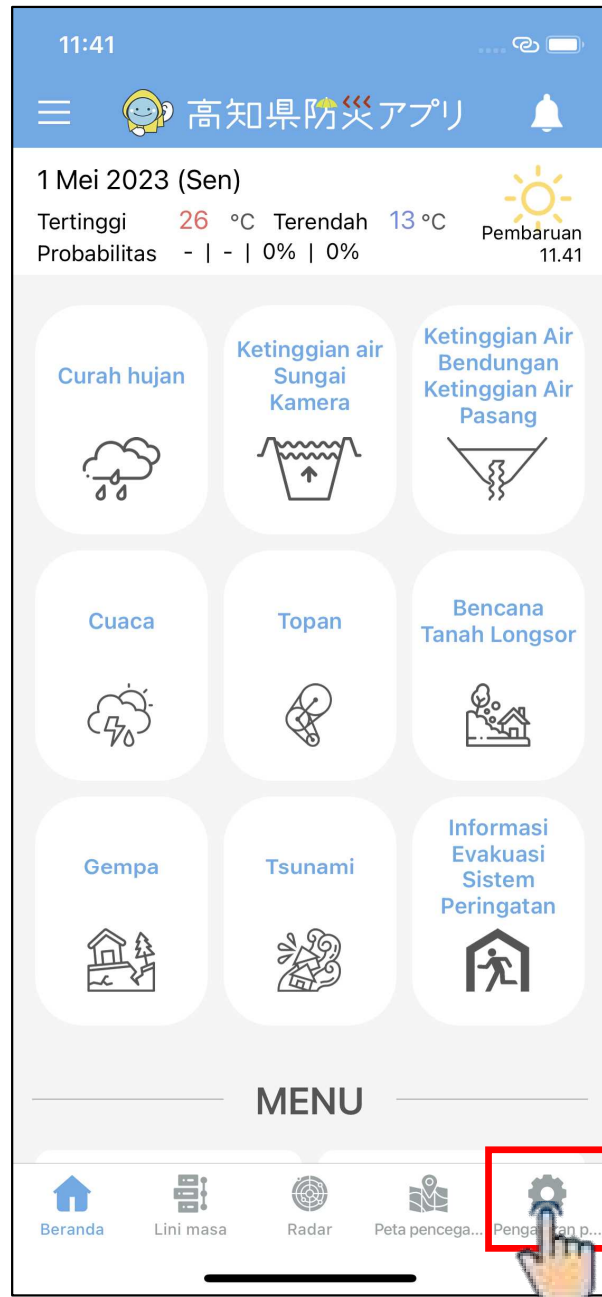 11:41
高知県防災アプリ
1 Mei 2023 (Sen)
Tertinggi 26 °C Terendah 13 °C
Probabilitas - | - | 0% | 0%
Pembaruan
11.41
Curah hujan
Ketinggian air
Sungai
Kamera
Ketinggian Air
Bendungan
Ketinggian Air
Pasang
Cuaca
Topan
Bencana
Tanah Longsor
Gempa
Tsunami
Informasi
Evakuasi
Sistem
Peringatan
MENU
Beranda
Lini masa
Radar
Peta pencega...